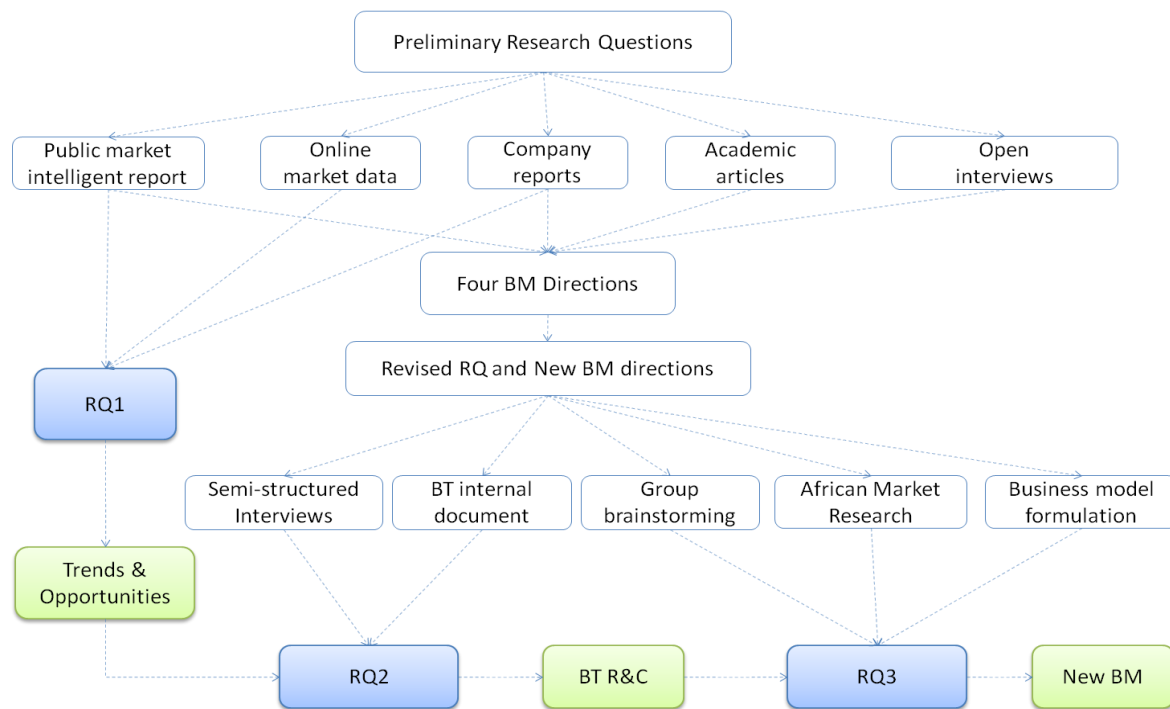 Preliminary Research Questions
Public market
intelligent report
Online
market data
Company
reports
Academic
articles
Open
interviews
Four BM Directions
Revised RQ and New BM directions
RQ1
Semi-structured
Interviews
BT internal
document
Group
brainstorming
African Market
Research
Business model
formulation
Trends &
Opportunities
RQ2
BT R&C
RQ3
New BM